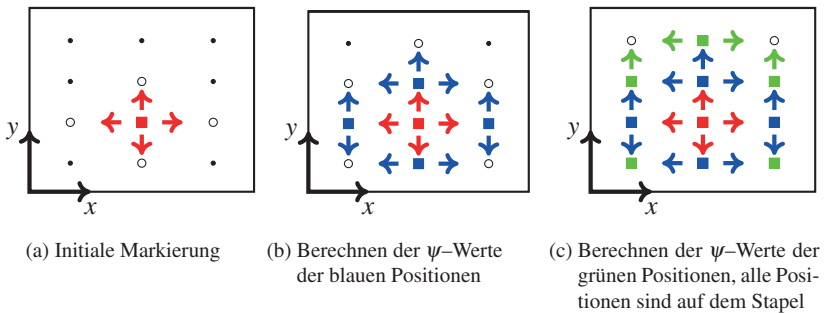 y
x
y
x
y
x
(a) Initiale Markierung
(b) Berechnen der ψ–Werte
der blauen Positionen
(c) Berechnen der ψ–Werte der
grünen Positionen, alle Posi-
tionen sind auf dem Stapel